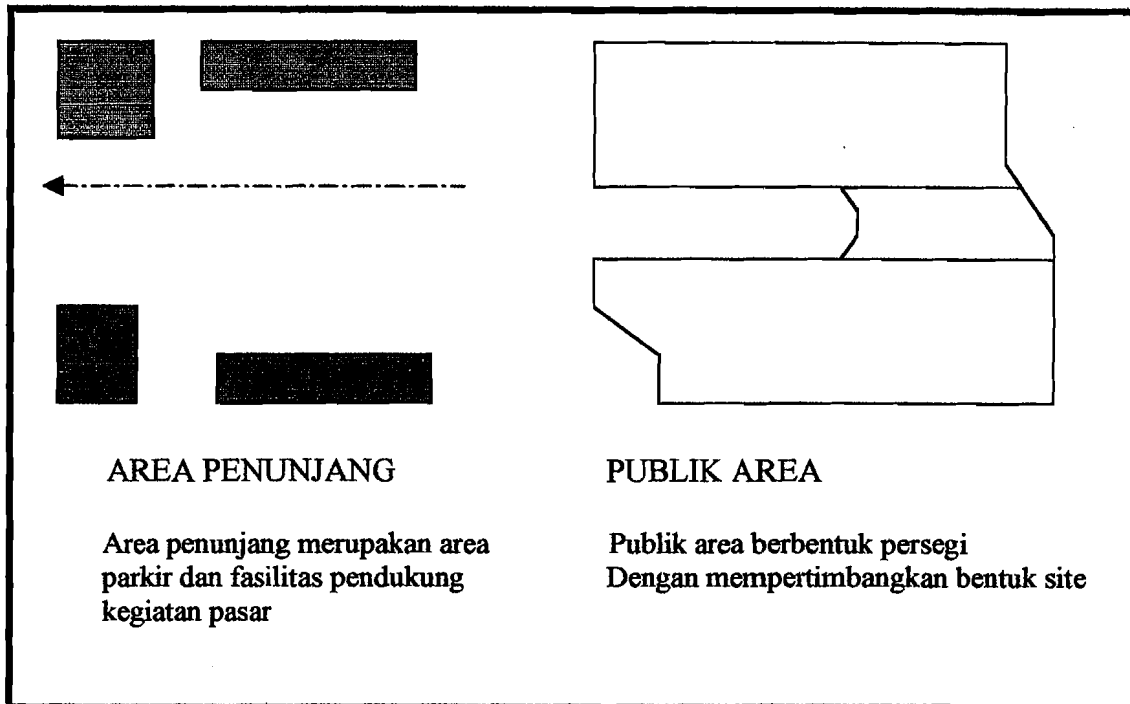 AREA PENUNJANG
Area penunjang merupakan area
parkir dan fasilitas pendukung
kegiatan pasar
PUBLIK AREA
Publik area berbentuk persegi
Dengan mempertimbangkan bentuk site